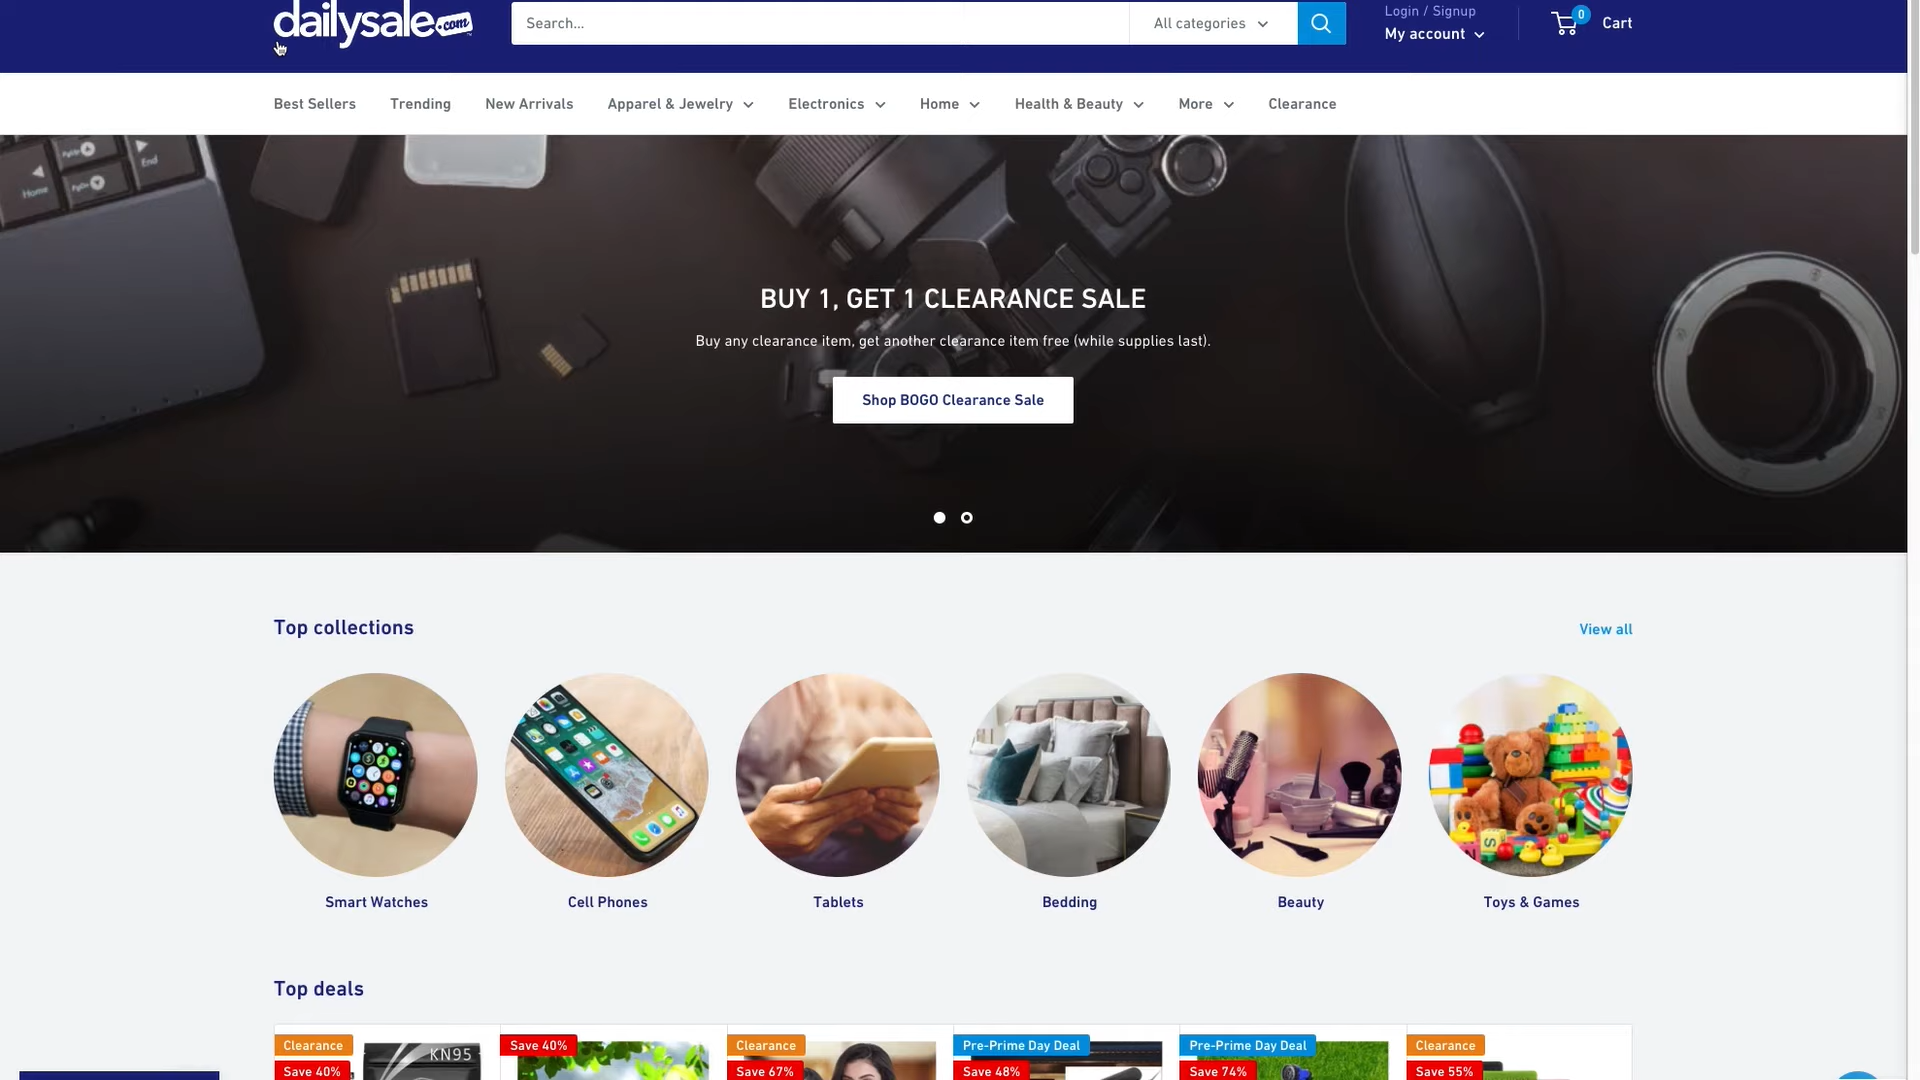 dailysale.com
Search...
All categories
Login / Signup
My account
0
Cart
Best Sellers
Trending
New Arrivals
Apparel & Jewelry
Electronics
Home
Health & Beauty
More
Clearance
Home
PgUp
PgDn
End
BUY 1, GET 1 CLEARANCE SALE
Buy any clearance item, get another clearance item free (while supplies last).
Shop BOGO Clearance Sale
Top collections
View all
Smart Watches
Cell Phones
Tablets
Bedding
Beauty
Toys & Games
Top deals
Clearance
Save 40%
KN95
Save 40%
Clearance
Save 67%
Pre-Prime Day Deal
Save 48%
Pre-Prime Day Deal
Save 74%
Clearance
Save 55%